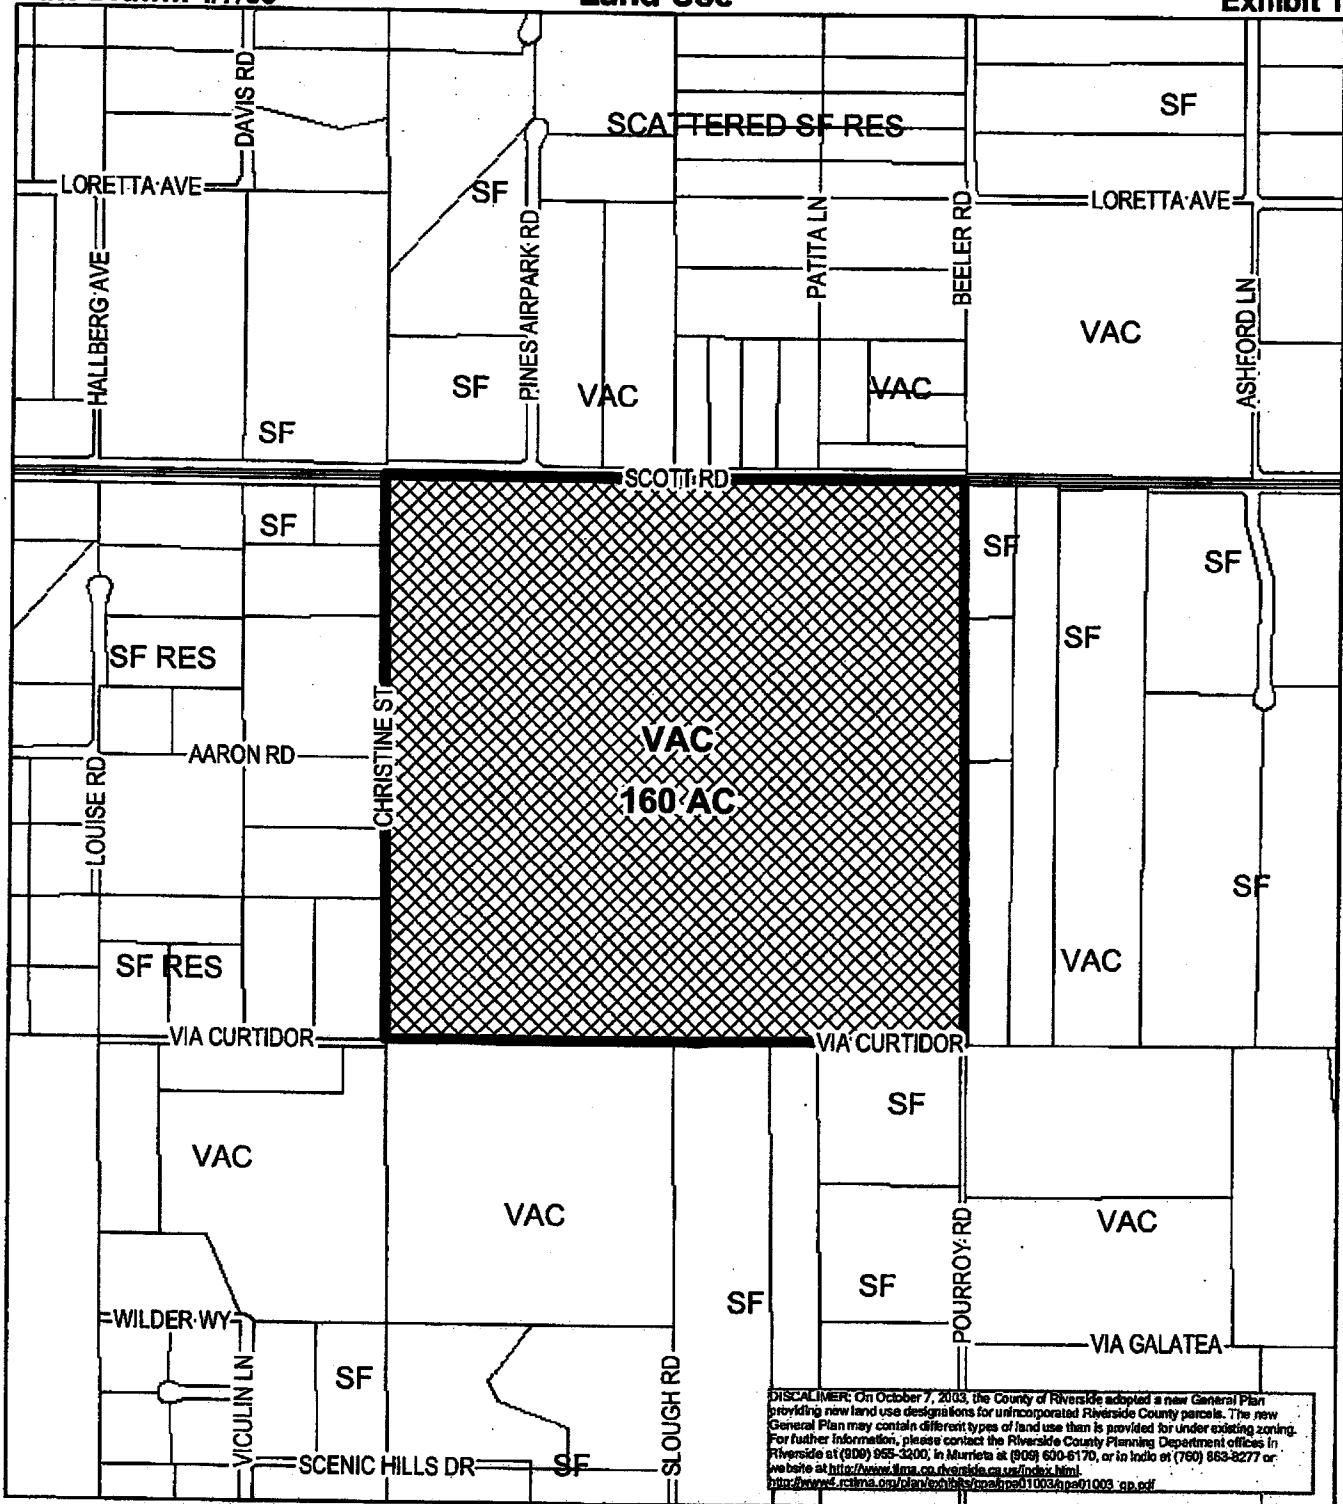 Land Use
Exhibit 1
DAVIS RD
SF
SCATTERED SF RES
LORETTA AVE
SF
LORETTA AVE
HALLBERG AVE
PINES AIRPARK RD
PATITA LN
BEELER RD
ASHFORD LN
VAC
SF
VAC
VAC
SF
SCOTT RD
SF
SF
SF
SF
SF RES
CHRISTINE ST
VAC
160 AC
AARON RD
LOUISE RD
SF
SF RES
VAC
VIA CURTIDOR
VIA CURTIDOR
SF
VAC
VAC
VAC
POURROY RD
SF
SF
WILDER WY
VIA GALATEA
VICULIN LN
SF
SLOUGH RD
SCENIC HILLS DR
SF
DISCALIMER: On October 7, 2003, the County of Riverside adopted a new General Plan
providing new land use designations for unincorporated Riverside County parcels. The new
General Plan may contain different types of land use than is provided for under existing zoning.
For further information, please contact the Riverside County Planning Department offices in
Riverside at (909) 955-3200, in Murrieta at (909) 600-6170, or in Indio at (760) 863-8277 or
website at http://www.tlma.co.riverside.ca.us/index.html